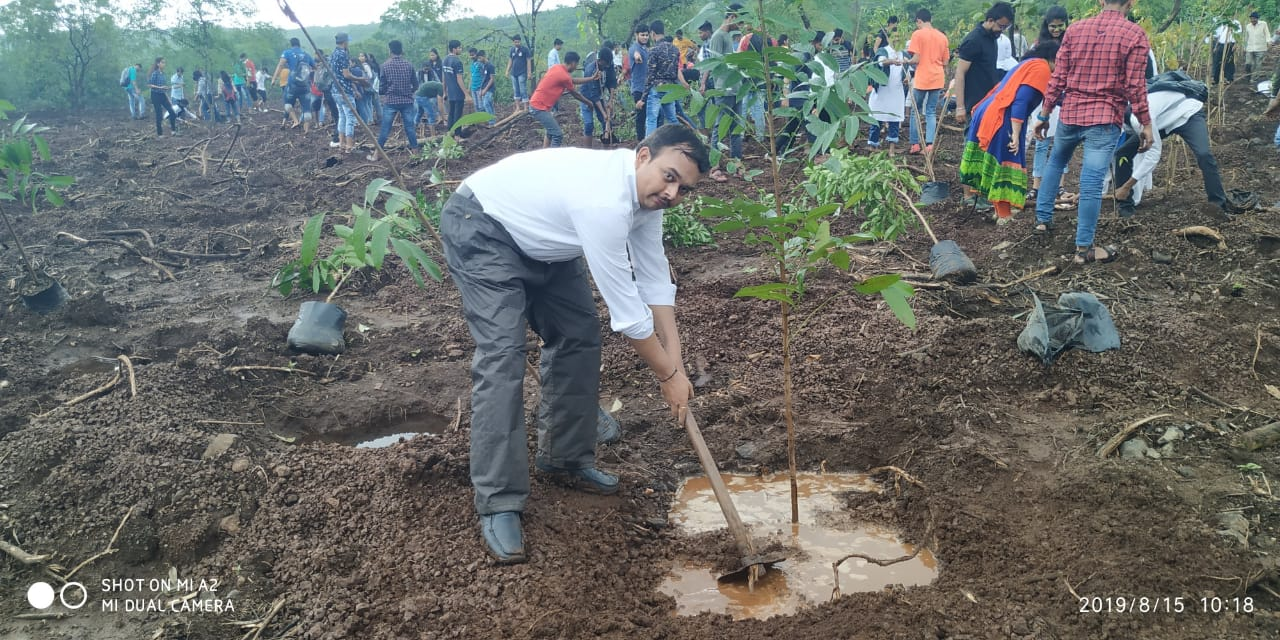 SHOT ON MI A2
MI DUAL CAMERA
2019/8/15 10:18